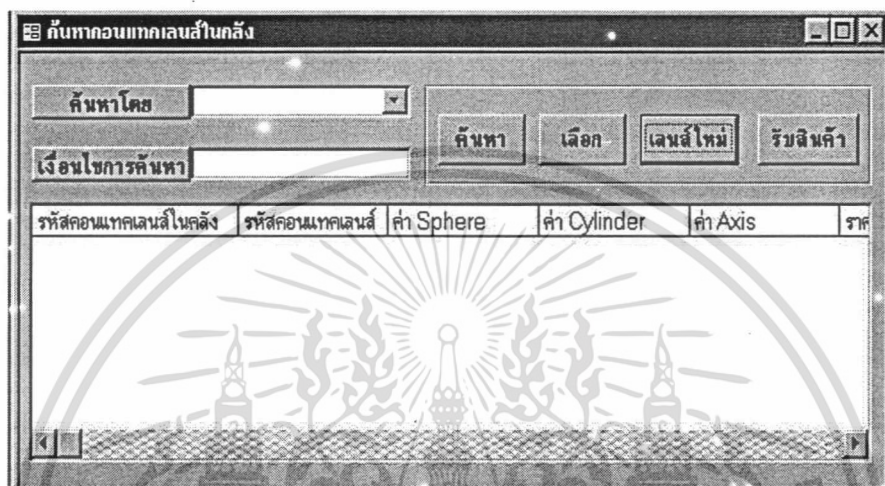 ค้นหาคอนแทคเลนส์ในคลัง
ค้นหาโดย
ค้นหา เลือก เลนส์ใหม่ รับสินค้า
เงื่อนไขการค้นหา
รหัสคอนแทคเลนส์ในคลัง รหัสคอนแทคเลนส์ ค่า Sphere ค่า Cylinder ค่า Axis